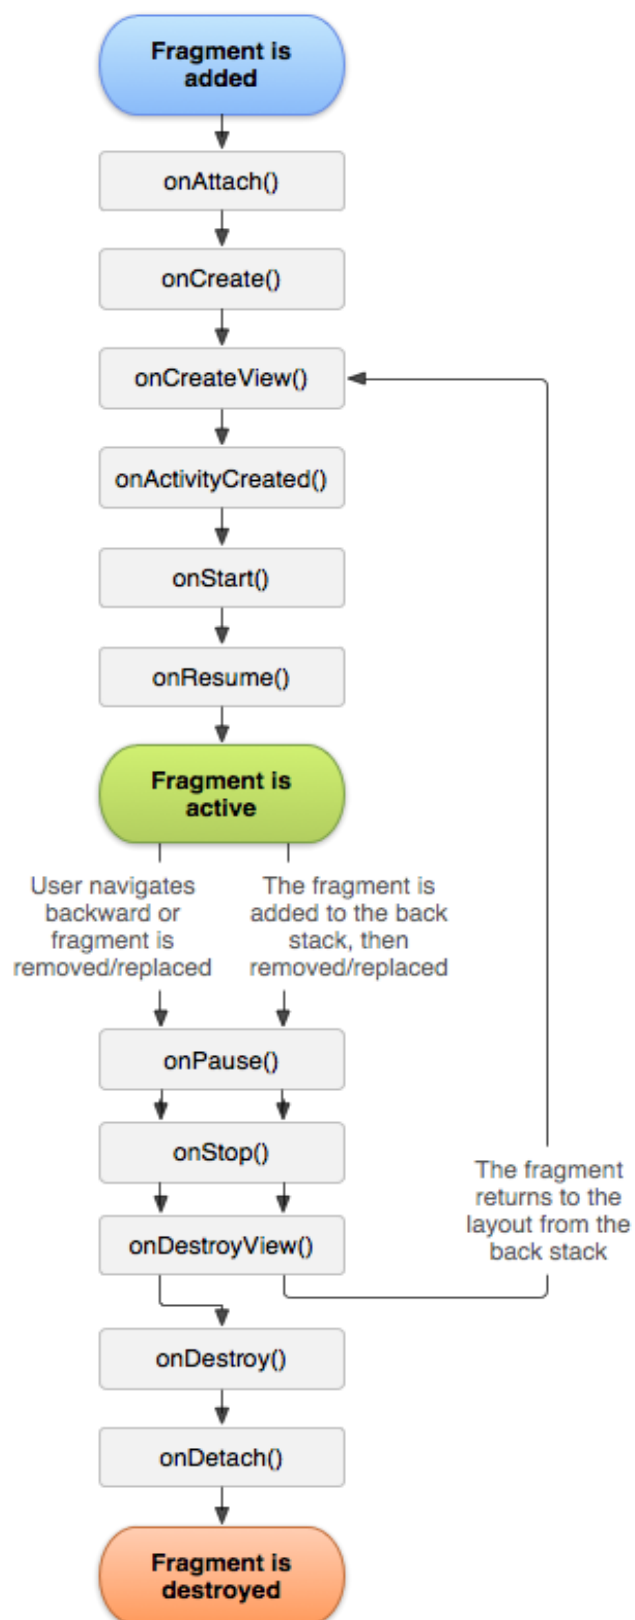 Fragment is
added
onAttach()
onCreate()
onCreateView()
onActivityCreated()
onStart()
onResume()
Fragment is
active
User navigates
backward or
fragment is
removed/replaced
The fragment is
added to the back
stack, then
removed/replaced
onPause()
onStop()
onDestroyView()
The fragment
returns to the
layout from the
back stack
onDestroy()
onDetach()
Fragment is
destroyed